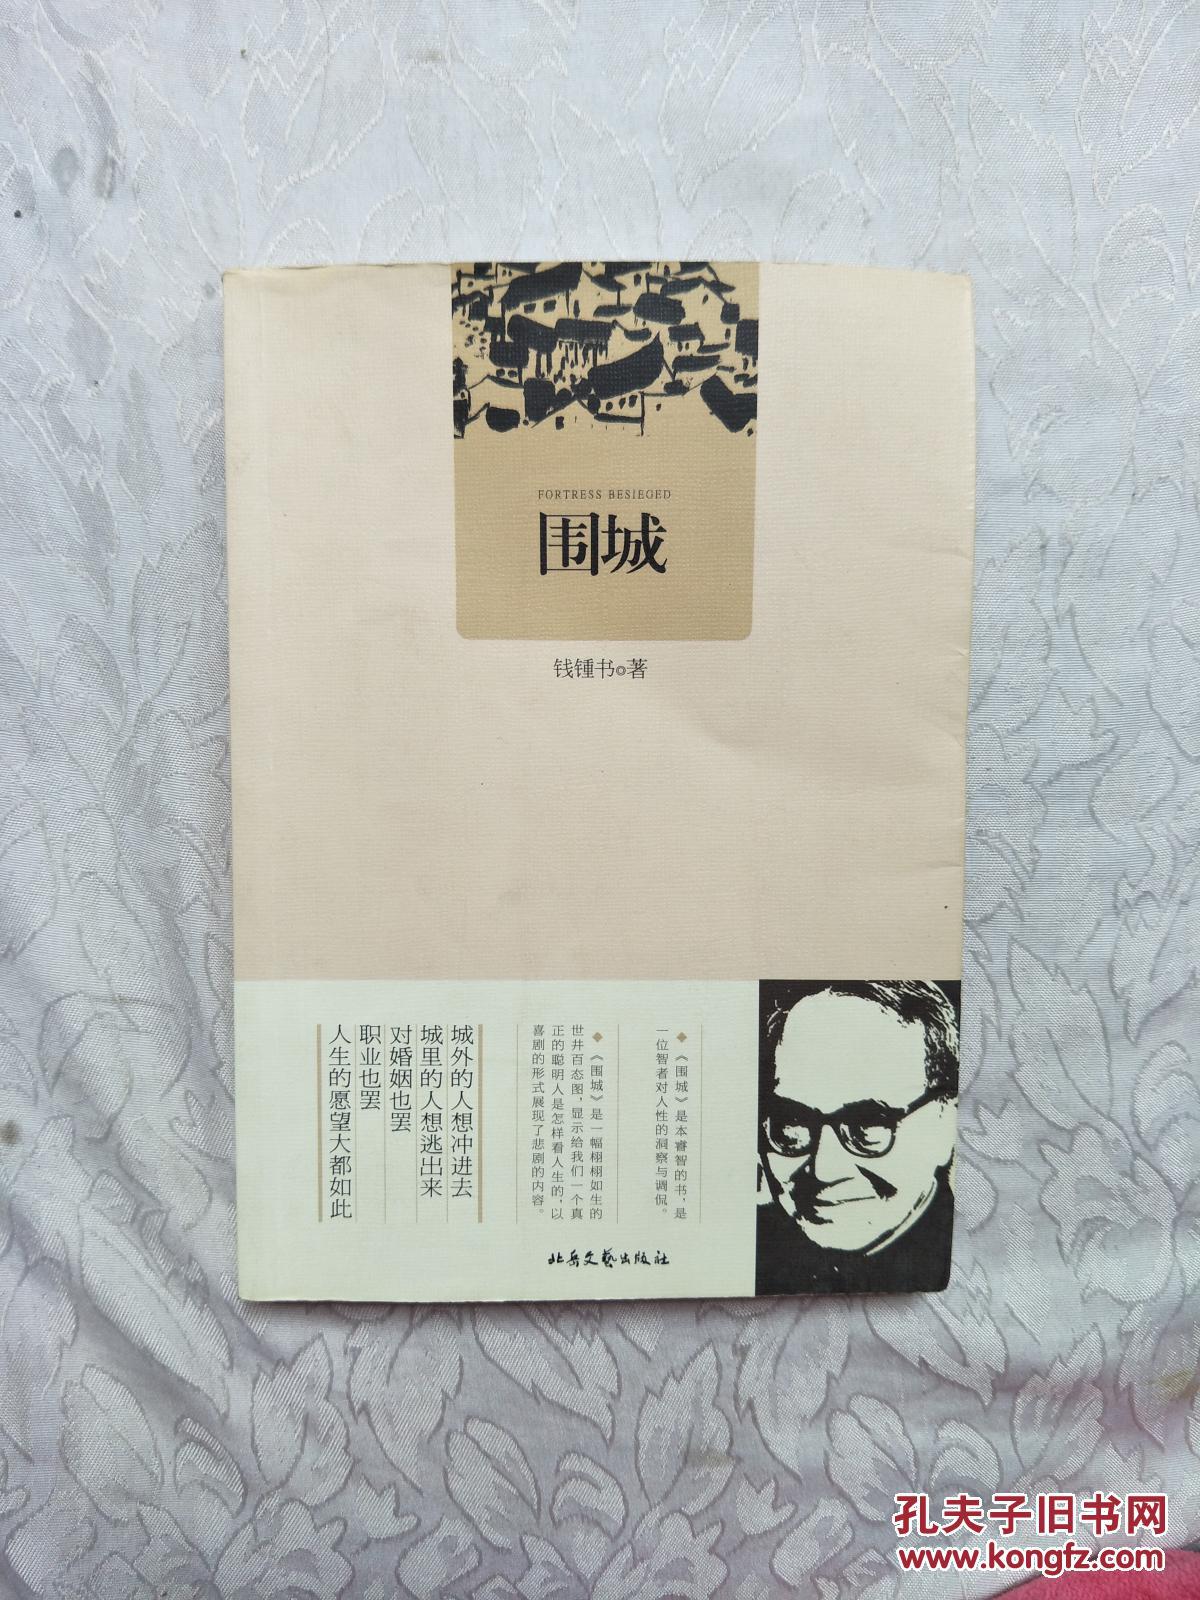 FORTRESS BESIEGED
围城
钱锺书◎著
◆《围城》是本睿智的书，是
一位智者对人性的洞察与调侃。
◆《围城》是一幅栩栩如生的
世井百态图，显示给我们一个真
正的聪明人是怎样看人生的，以
喜剧的形式展现了悲剧的内容。
城外的人想冲进去
城里的人想逃出来
对婚姻也罢
职业也罢
人生的愿望大都如此
北岳文艺出版社
孔夫子旧书网
www.kongfz.com